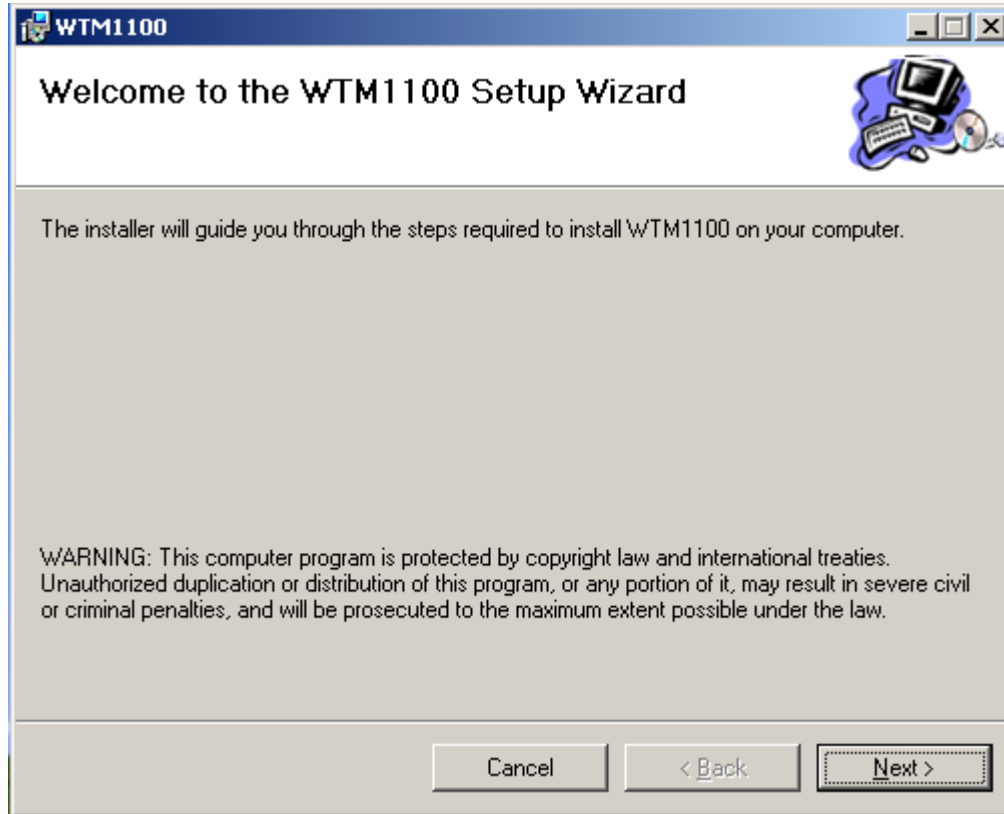 WTM1100
Welcome to the WTM1100 Setup Wizard
The installer will guide you through the steps required to install WTM1100 on your computer.
WARNING: This computer program is protected by copyright law and international treaties.
Unauthorized duplication or distribution of this program, or any portion of it, may result in severe civil
or criminal penalties, and will be prosecuted to the maximum extent possible under the law.
Cancel
< Back
Next >